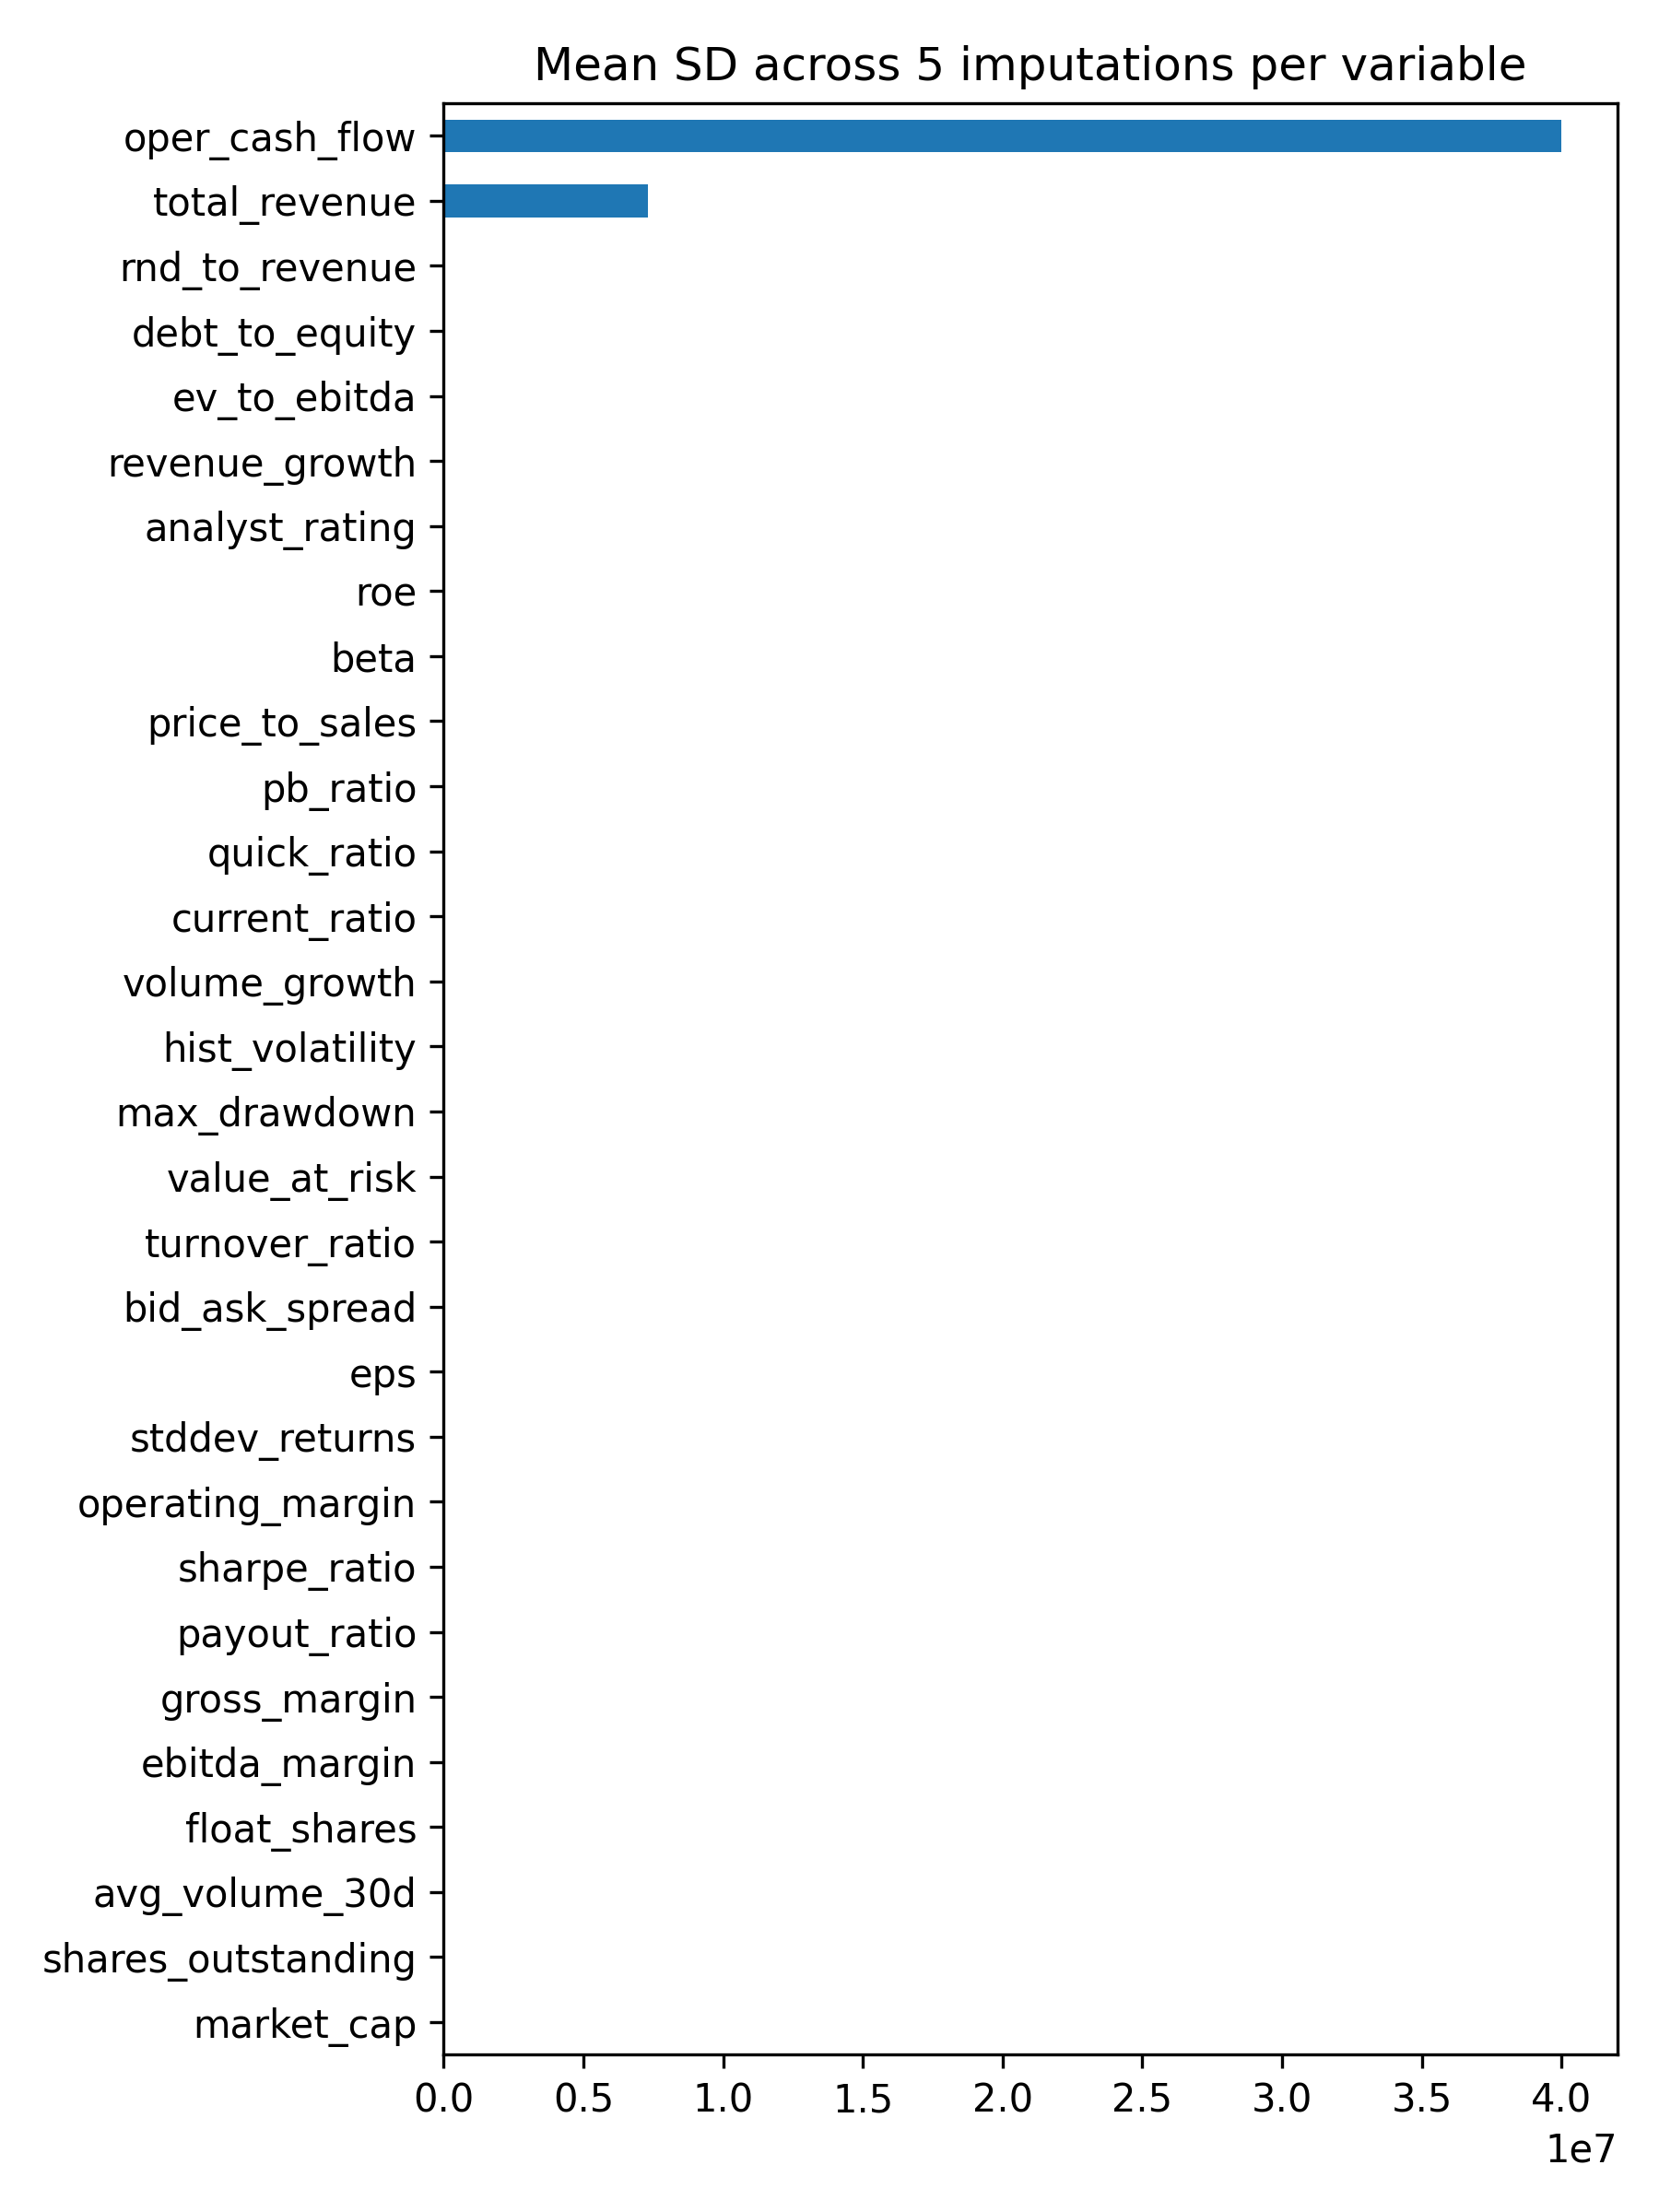 Mean SD across 5 imputations per variable
oper_cash_flow
total_revenue
rnd_to_revenue
debt_to_equity
ev_to_ebitda
revenue_growth
analyst_rating
roe
beta
price_to_sales
pb_ratio
quick_ratio
current_ratio
volume_growth
hist_volatility
max_drawdown
value_at_risk
turnover_ratio
bid_ask_spread
eps
stddev_returns
operating_margin
sharpe_ratio
payout_ratio
gross_margin
ebitda_margin
float_shares
avg_volume_30d
shares_outstanding
market_cap
0.0 0.5 1.0 1.5 2.0 2.5 3.0 3.5 4.0
1e7